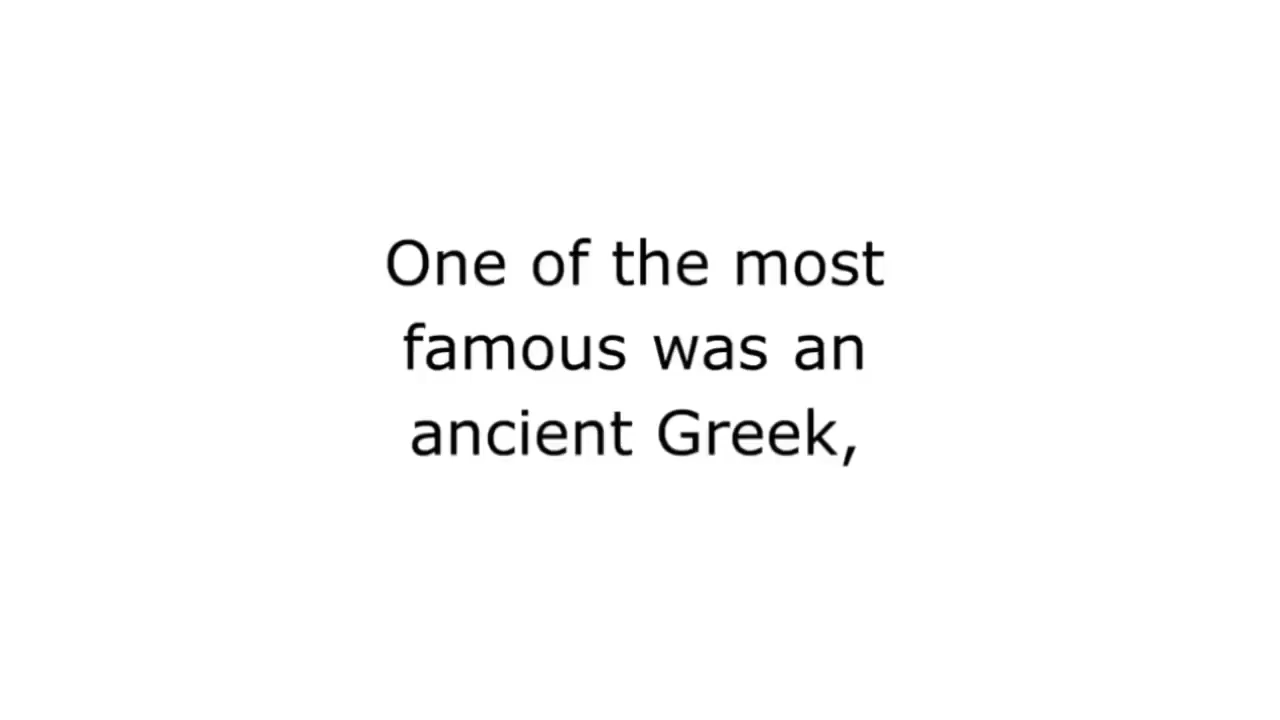 One of the most
famous was an
ancient Greek,